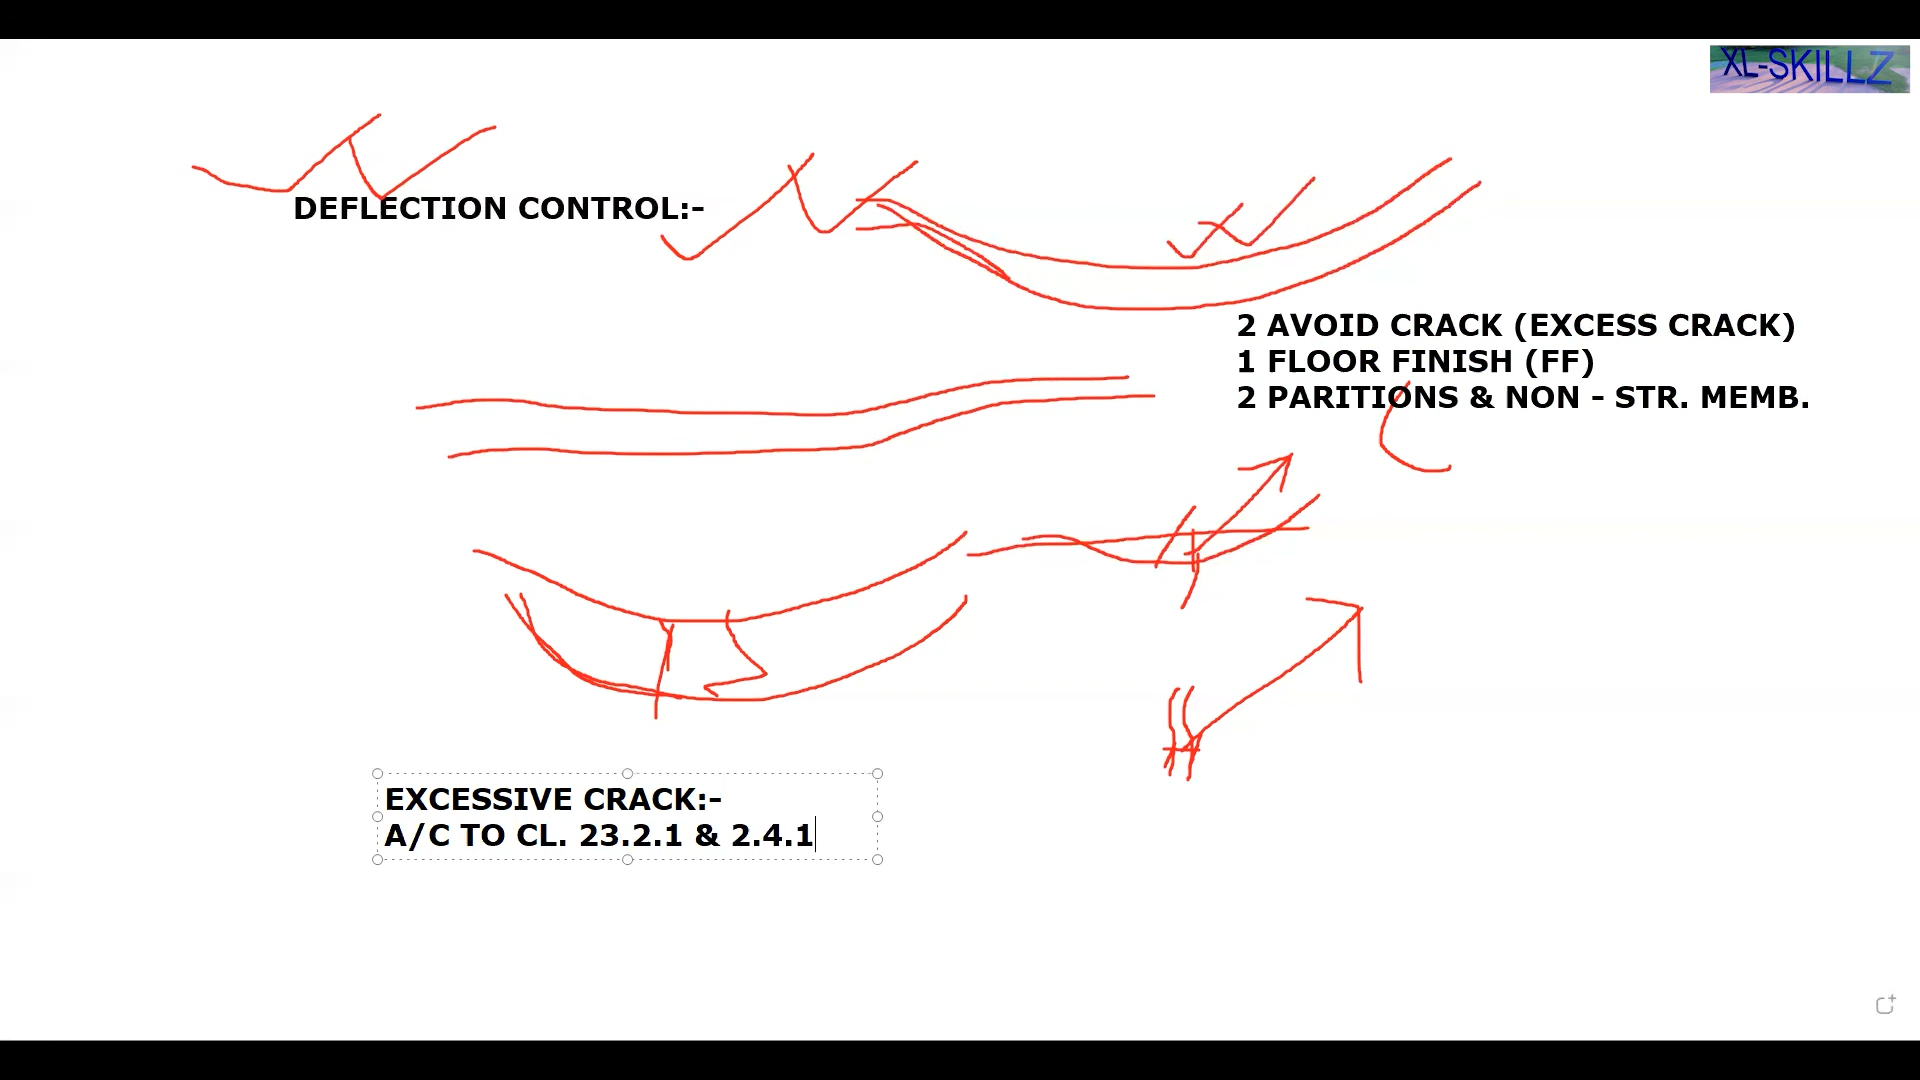 XL-SKILLZ
DEFLECTION CONTROL:-
2 AVOID CRACK (EXCESS CRACK)
1 FLOOR FINISH (FF)
2 PARITIONS & NON - STR. MEMB.
EXCESSIVE CRACK:-
A/C TO CL. 23.2.1 & 2.4.1